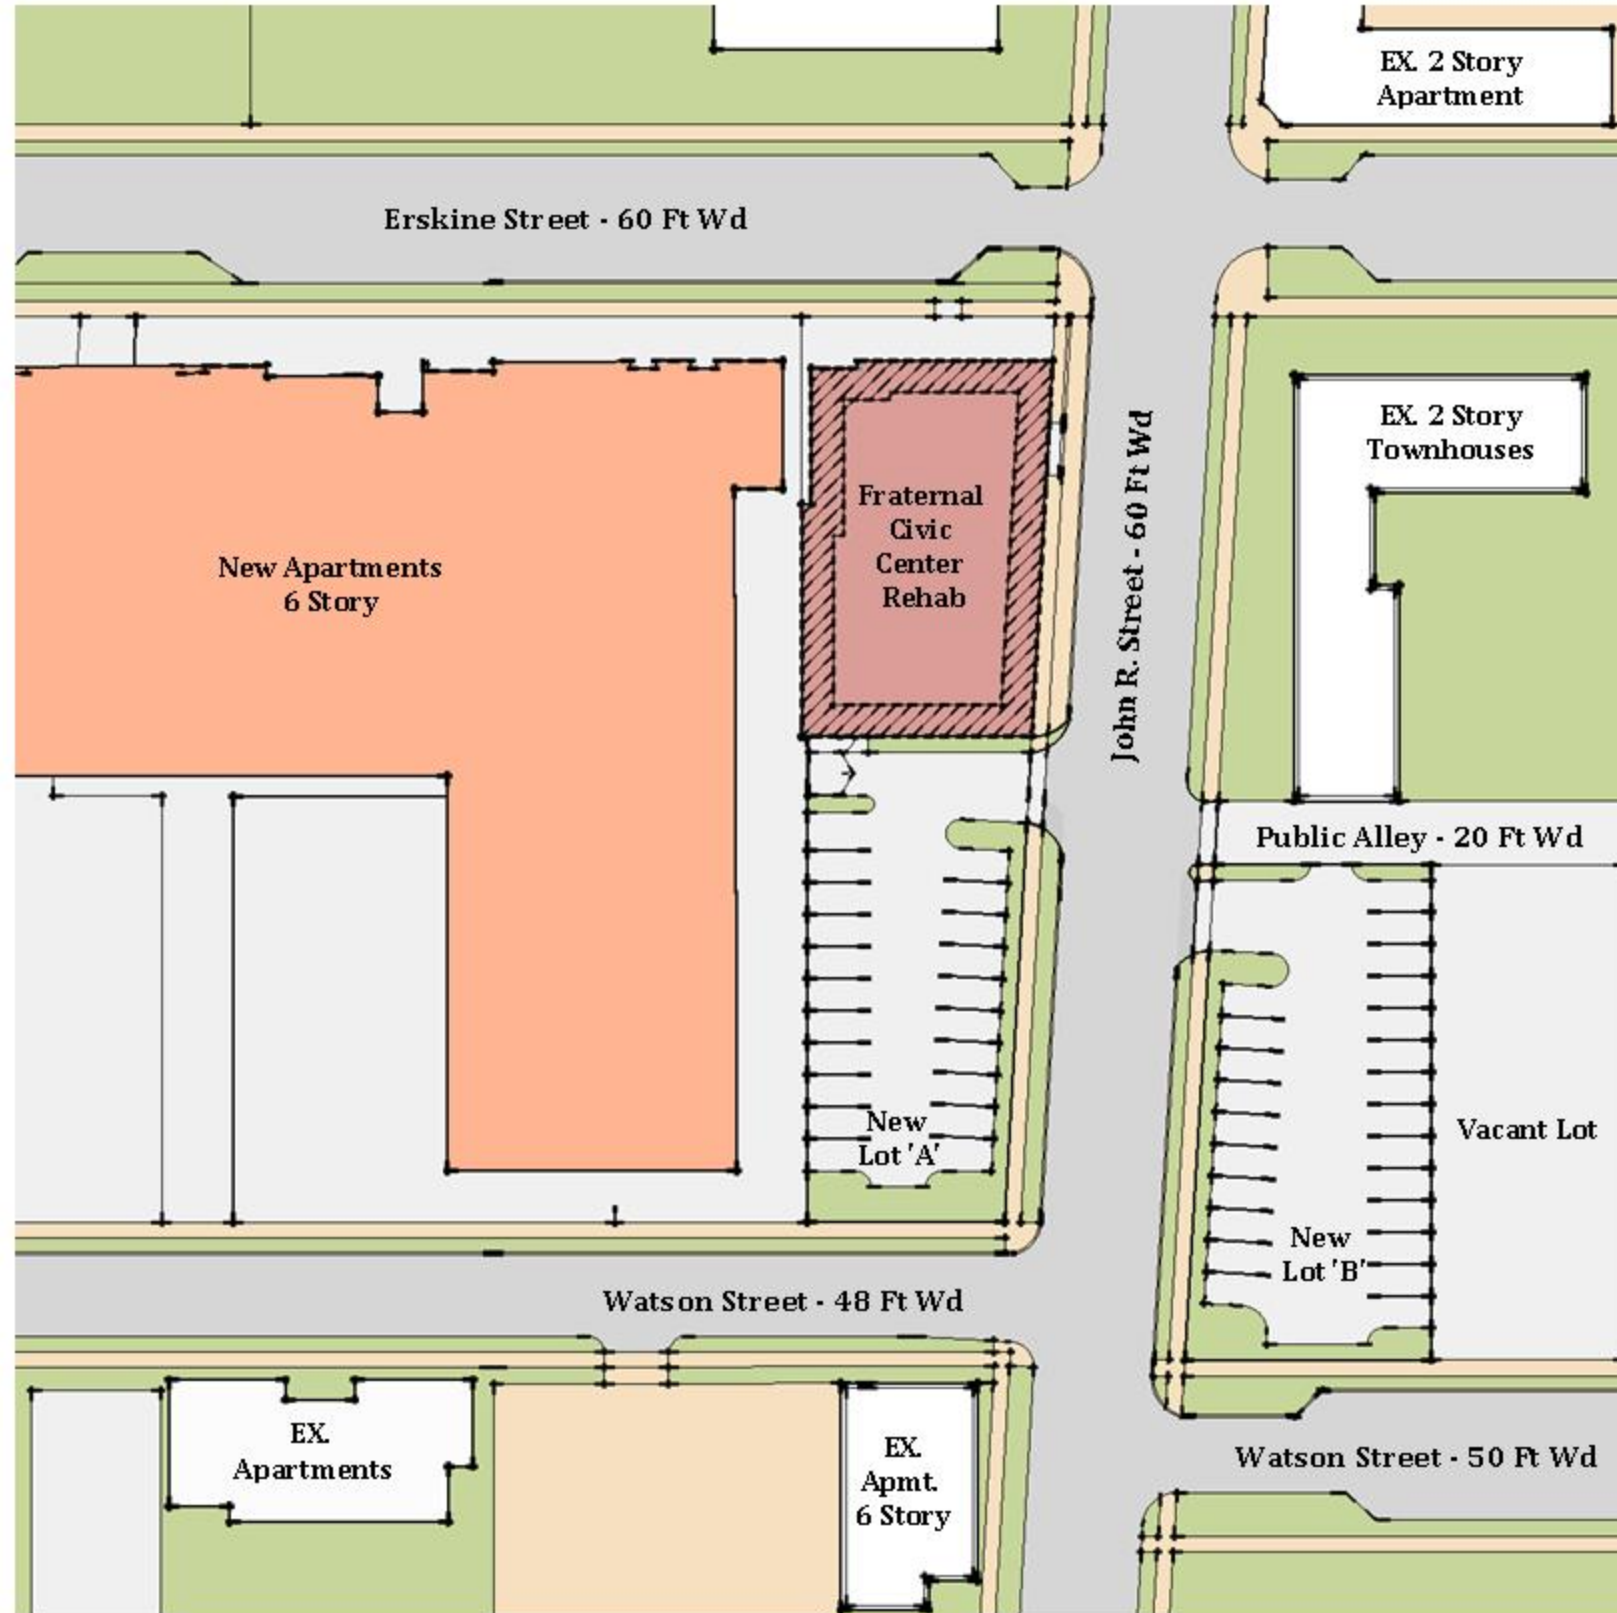 EX. 2 Story
Apartment
Erskine Street - 60 Ft Wd
EX. 2 Story
Townhouses
Fraternal
Civic
Center
Rehab
John R. Street - 60 Ft Wd
New Apartments
6 Story
Public Alley - 20 Ft Wd
New
Lot 'A'
Vacant Lot
New
Lot 'B'
Watson Street - 48 Ft Wd
EX.
Apartments
EX.
Apmt.
6 Story
Watson Street - 50 Ft Wd